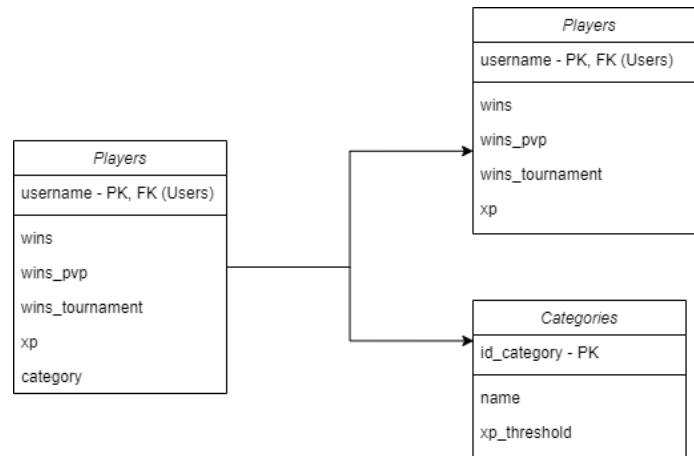 Players
username - PK, FK (Users)
wins
wins_pvp
wins_tournament
xp
category
Players
username - PK, FK (Users)
wins
wins_pvp
wins_tournament
xp
Categories
id_category - PK
name
xp_threshold